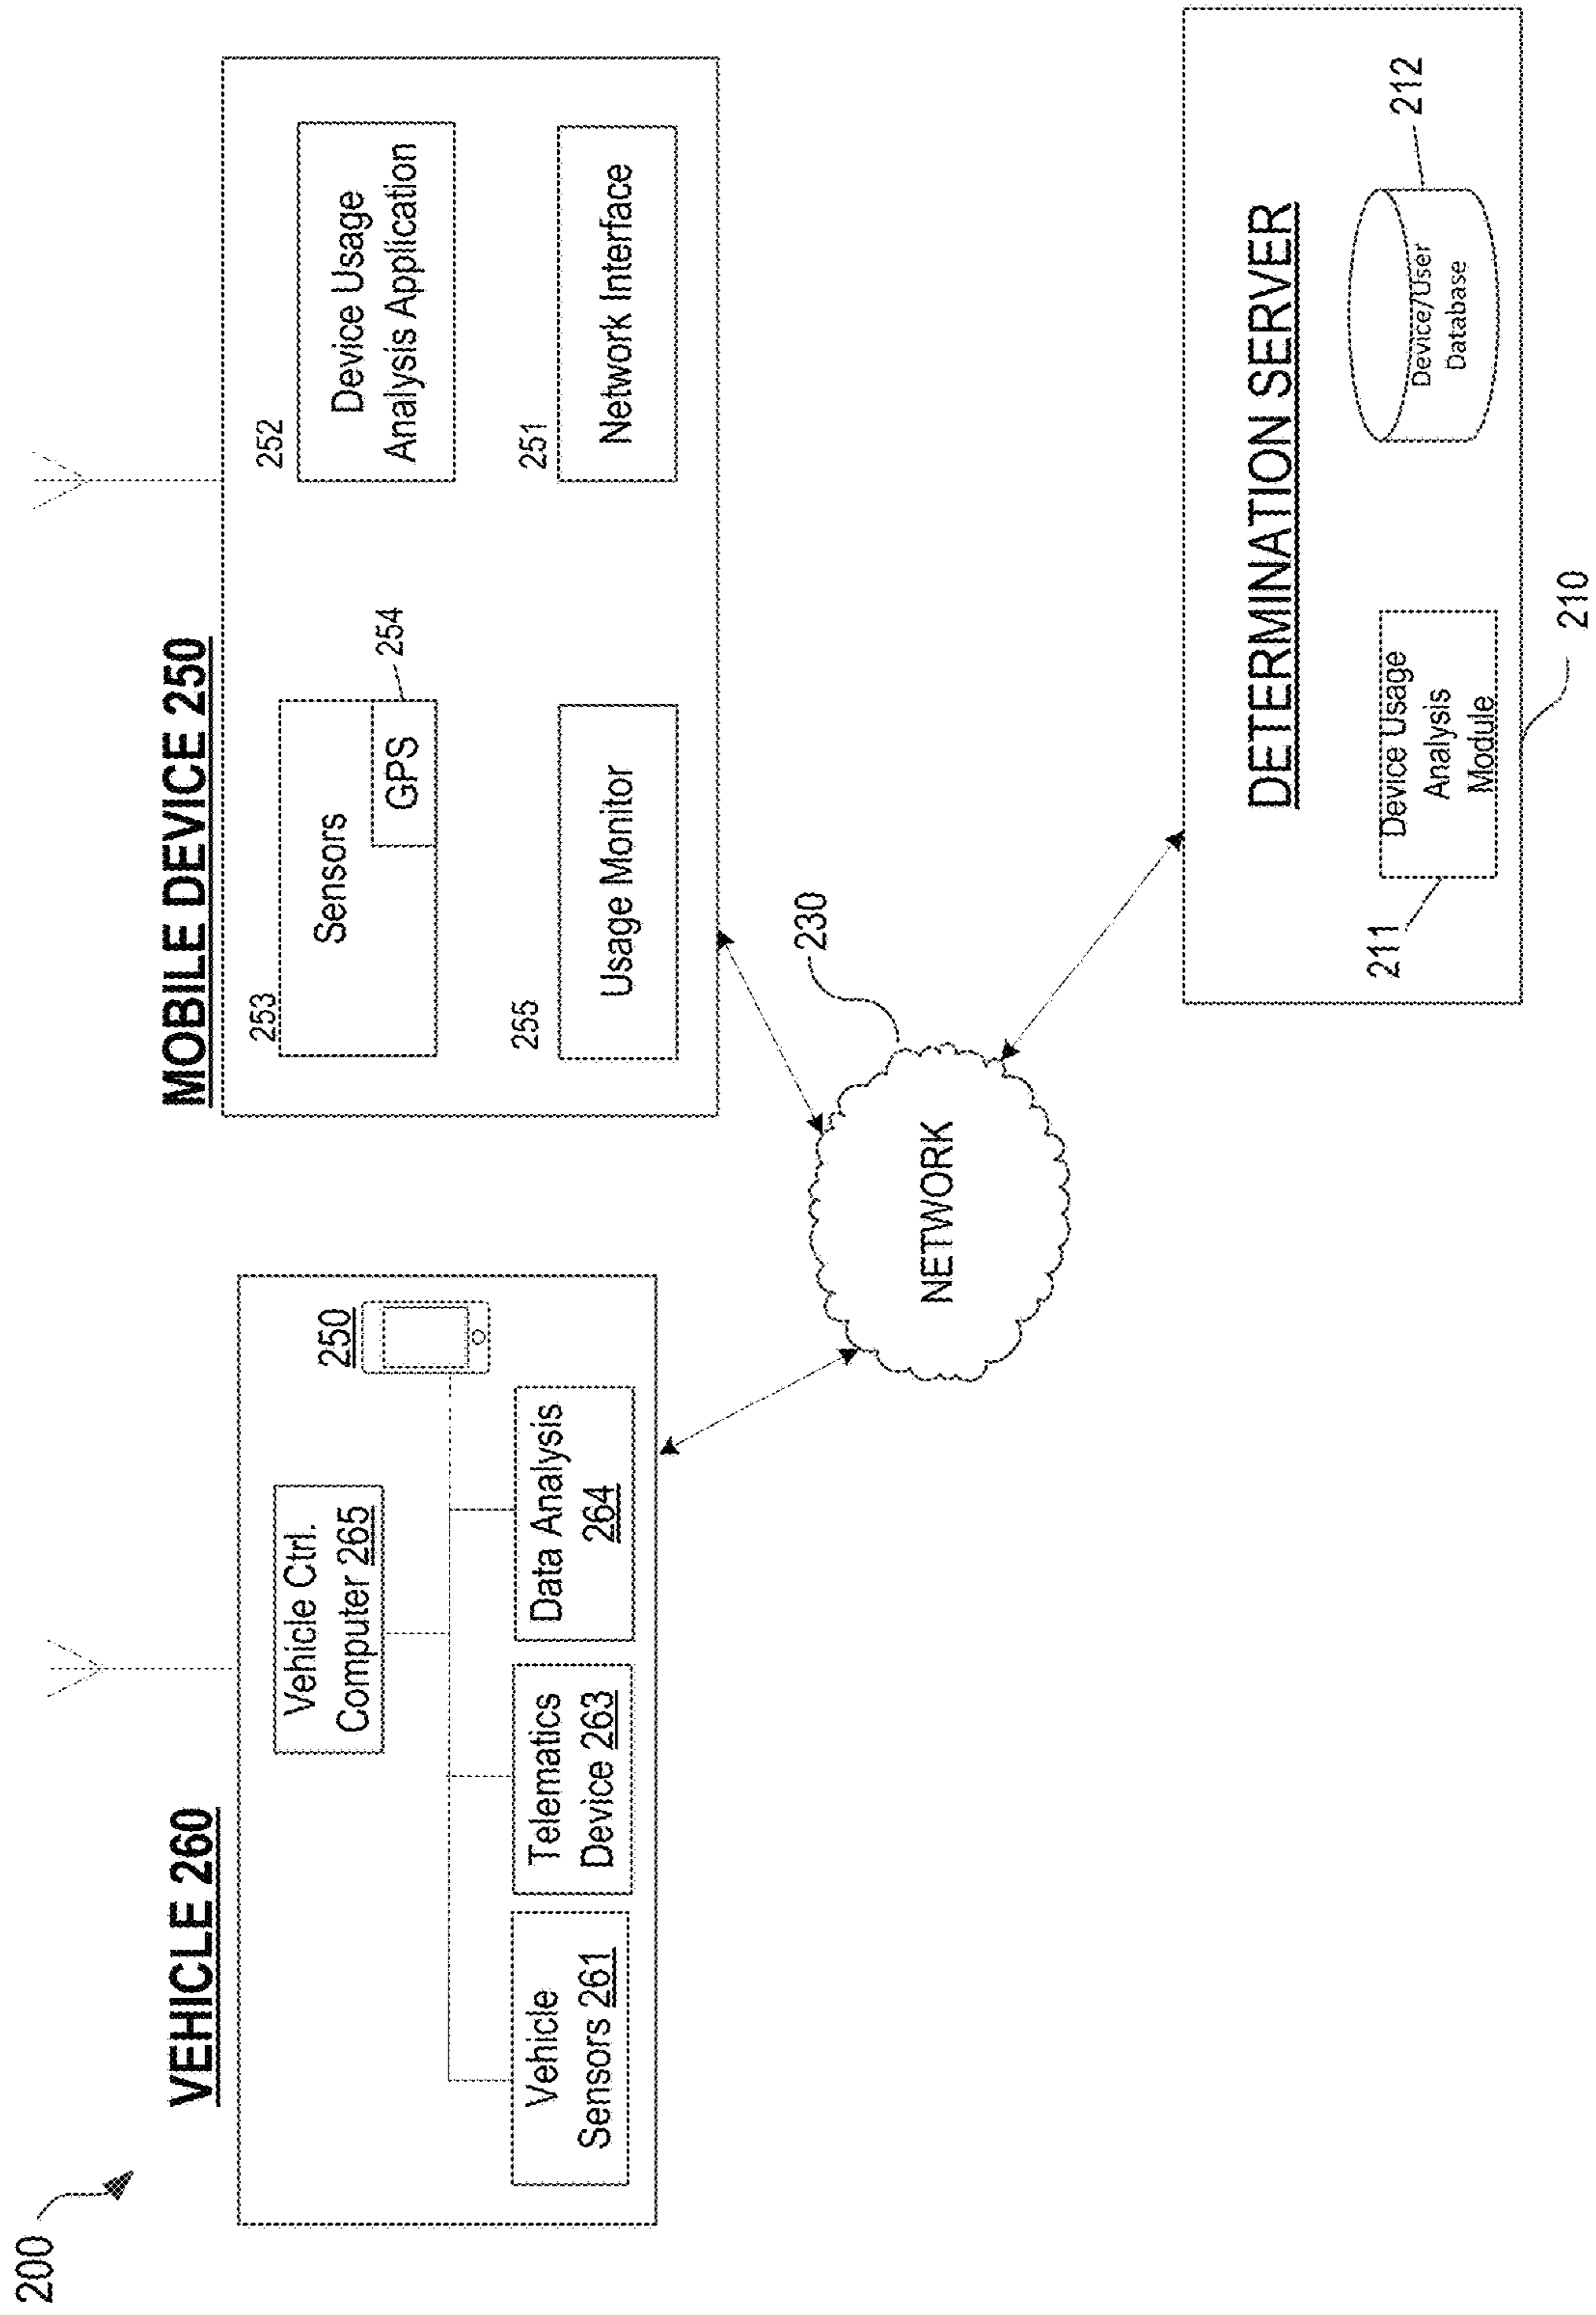 200
VEHICLE 260
Vehicle Ctrl.
Computer 265
250
Vehicle
Sensors 261
Telematics
Device 263
Data Analysis
264
MOBILE DEVICE 250
253
Sensors
GPS
254
252
Device Usage
Analysis Application
255
Usage Monitor
251
Network Interface
NETWORK
230
DETERMINATION SERVER
211
Device Usage
Analysis
Module
Device/User
Database
212
210